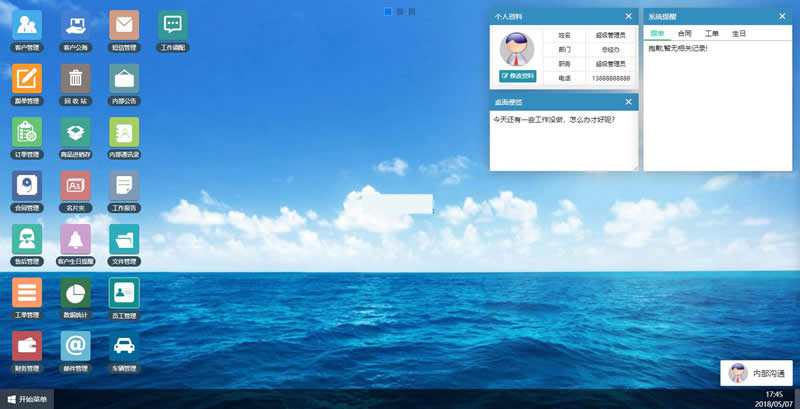 客户管理
客户公海
短信管理
工作调配
跟单管理
回 收 站
内部公告
订单管理
商品进销存
内部通讯录
合同管理
名片夹
工作报告
售后管理
客户生日提醒
文件管理
工单管理
数据统计
员工管理
财务管理
邮件管理
车辆管理
个人资料
姓名 超级管理员
部门 总经办
职务 超级管理员
电话 13888888888
修改资料
桌面便签
今天还有一些工作没做，怎么办才好呢?
系统提醒
跟单 合同 工单 生日
抱歉,暂无相关记录!
内部沟通
开始菜单
17:45
2018/05/07